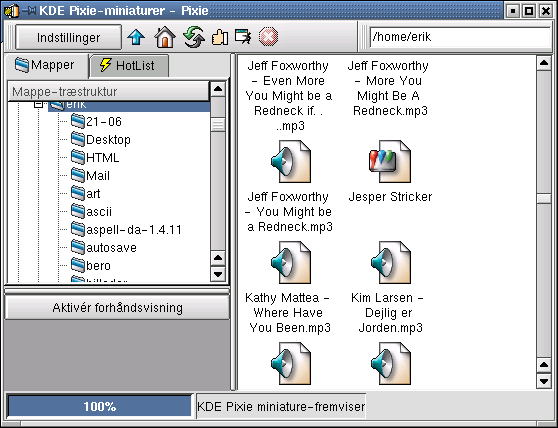 KDE Pixie-miniaturer - Pixie
Indstillinger
/home/erik
Mapper
HotList
Mappe-træstruktur
erik
21-06
Desktop
HTML
Mail
art
ascii
aspell-da-1.4.11
autosave
bero
billeder
Aktivér forhåndsvisning
Jeff Foxworthy
- Even More
You Might be a
Redneck if. .
..mp3
Jeff Foxworthy
- More You
Might Be A
Redneck.mp3
Jeff Foxworthy
- You Might be
a Redneck.mp3
Jesper Stricker
Kathy Mattea -
Where Have
You Been.mp3
Kim Larsen -
Dejlig er
Jorden.mp3
100%
KDE Pixie miniature-fremviser